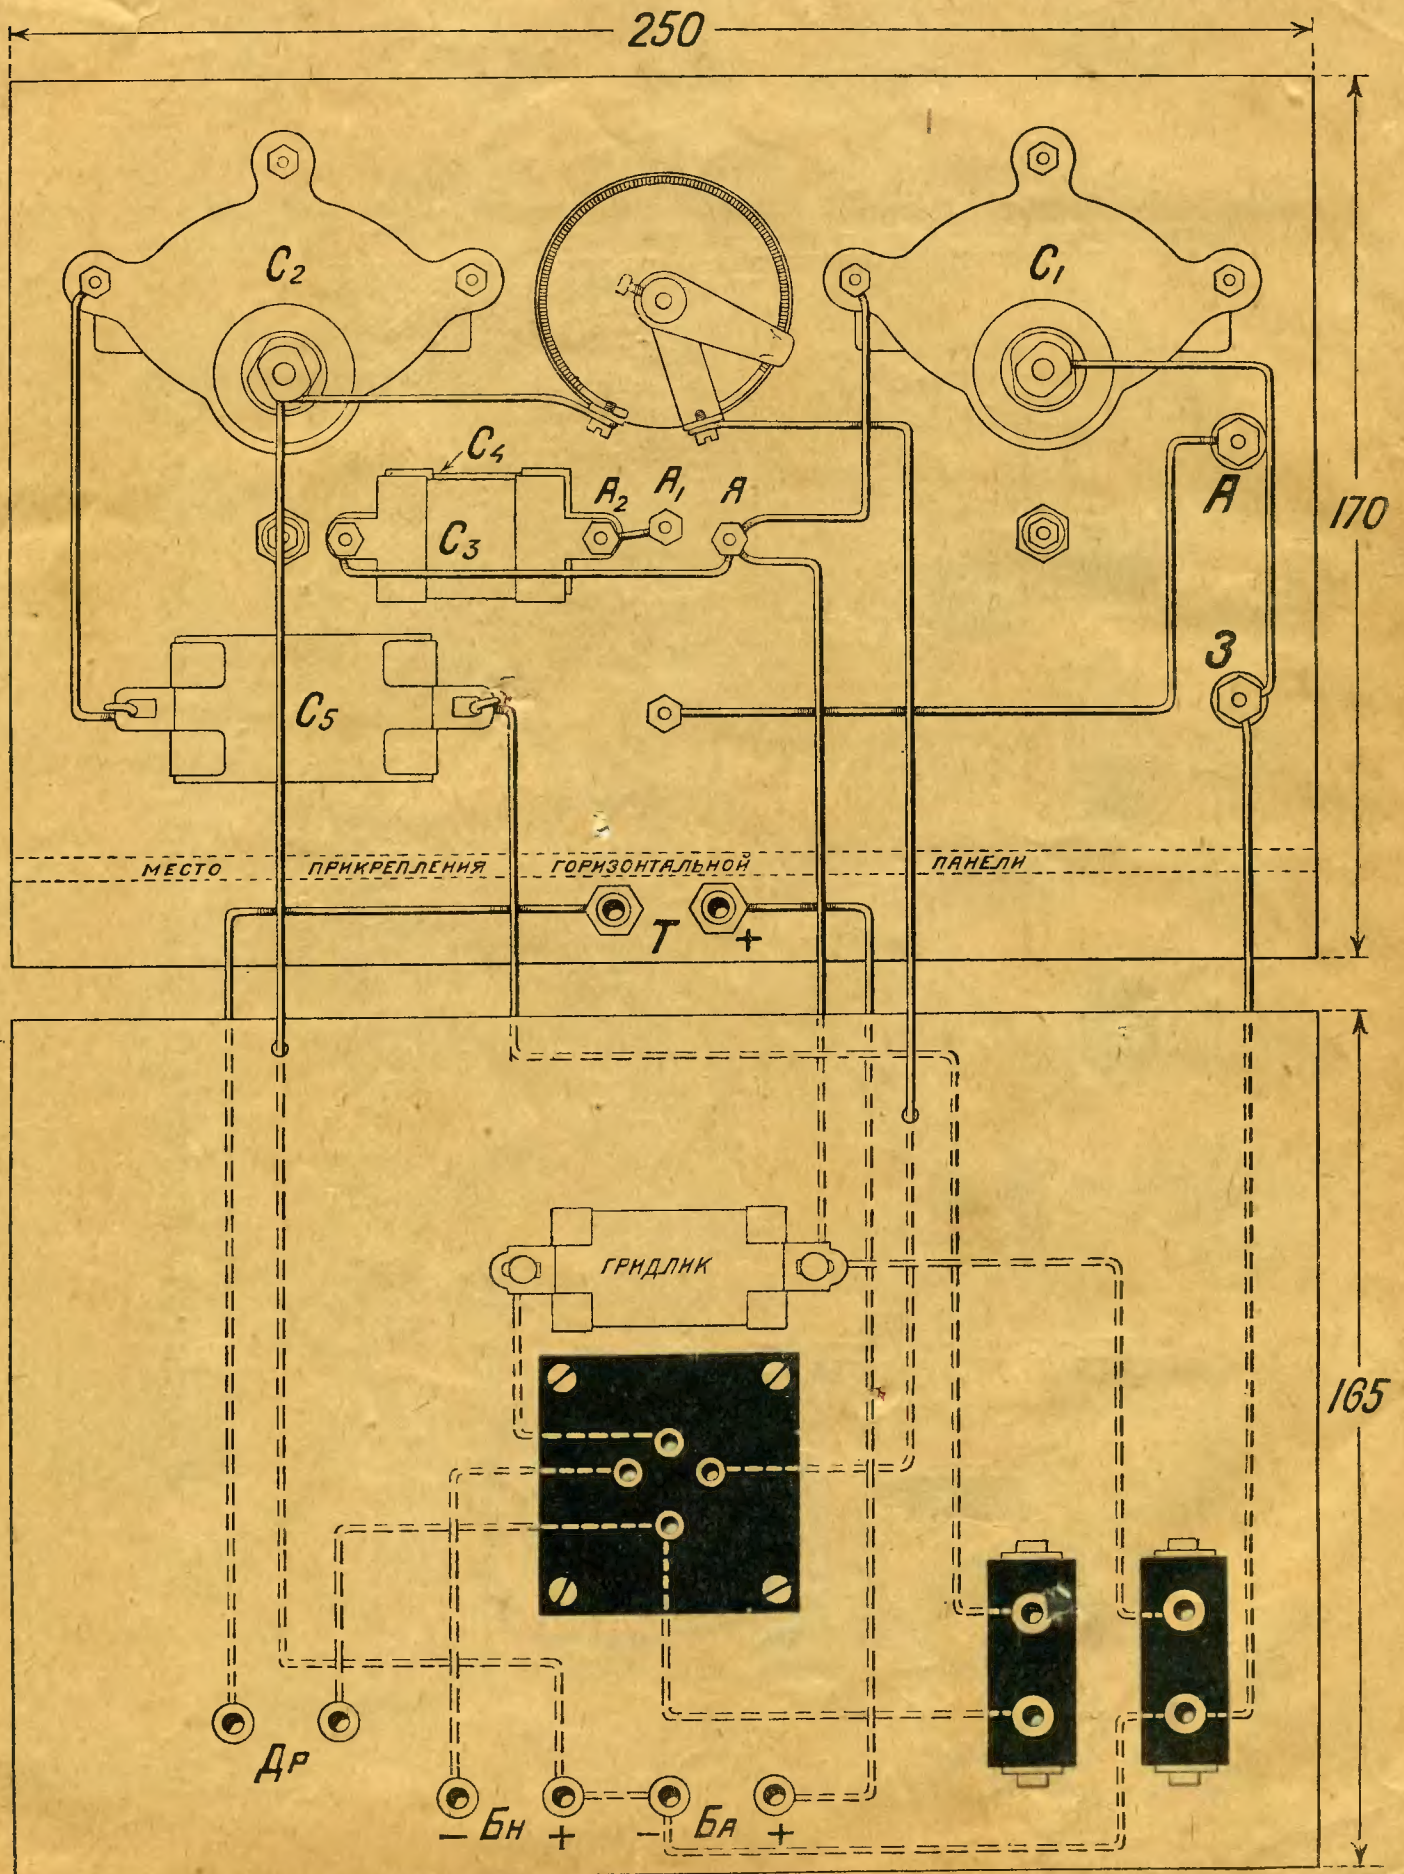 250
C2
C1
C4
A2 A1 A
A
C3
170
З
C5
МЕСТО ПРИКРЕПЛЕНИЯ ГОРИЗОНТАЛЬНОЙ ПАНЕЛИ
T +
ГРИДЛИК
165
Др
- Бн + - БА +